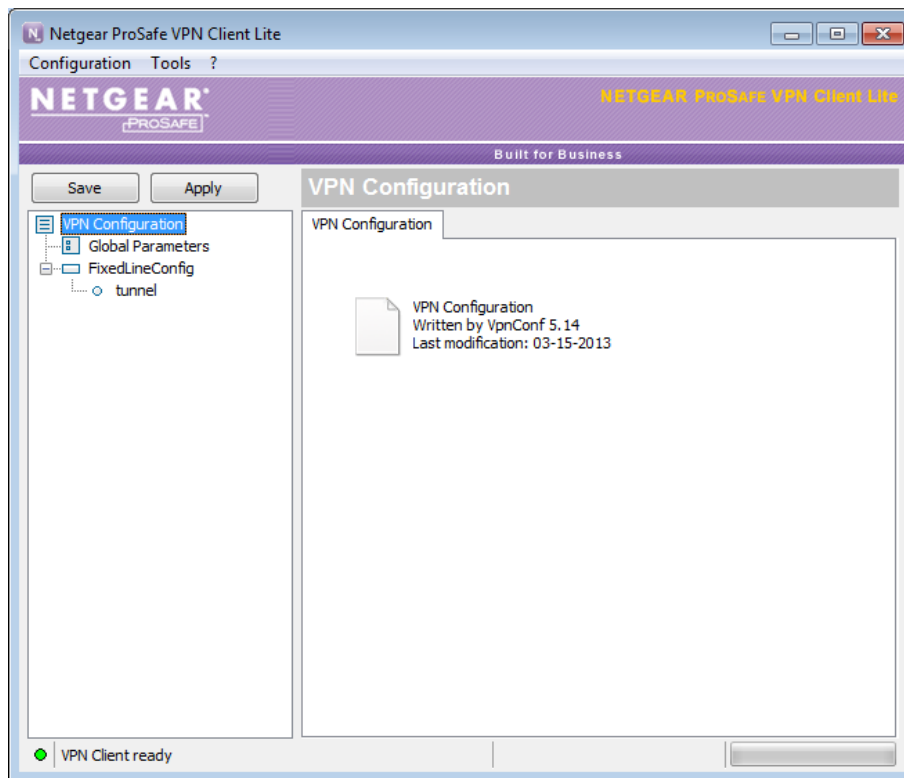 Netgear ProSafe VPN Client Lite
Configuration Tools ?
NETGEAR®
PROSAFE
NETGEAR PROSAFE VPN Client Lite
Built for Business
Save Apply
VPN Configuration
VPN Configuration
Global Parameters
FixedLineConfig
tunnel
VPN Configuration
VPN Configuration
Written by VpnConf 5.14
Last modification: 03-15-2013
VPN Client ready